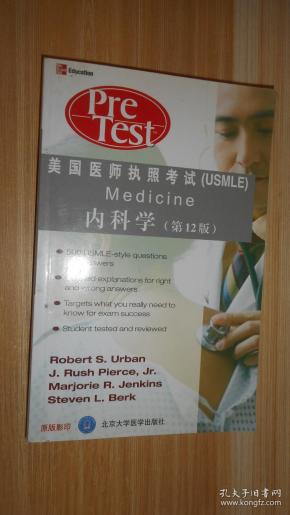 Education
Pre
Test
美国医师执照考试(USMLE)
Medicine
内科学(第12版)
500 USMLE-style questions
answers
explanations for right
and wrong answers
Targets what you really need to
know for exam success
Student tested and reviewed
Robert S. Urban
J. Rush Pierce, Jr.
Marjorie R. Jenkins
Steven L. Berk
原版影印
北京大学医学出版社
孔夫子旧书网
www.kongfz.com